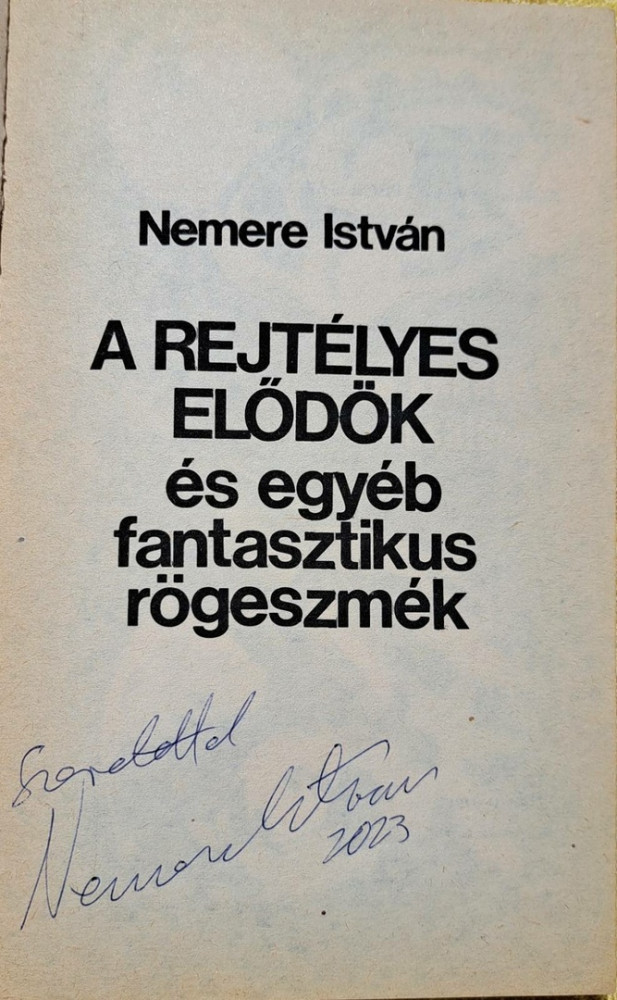 Nemere István
A REJTÉLYES
ELŐDÖK
és egyéb
fantasztikus
rögeszmék
Szeretettel
Nemere István
2023